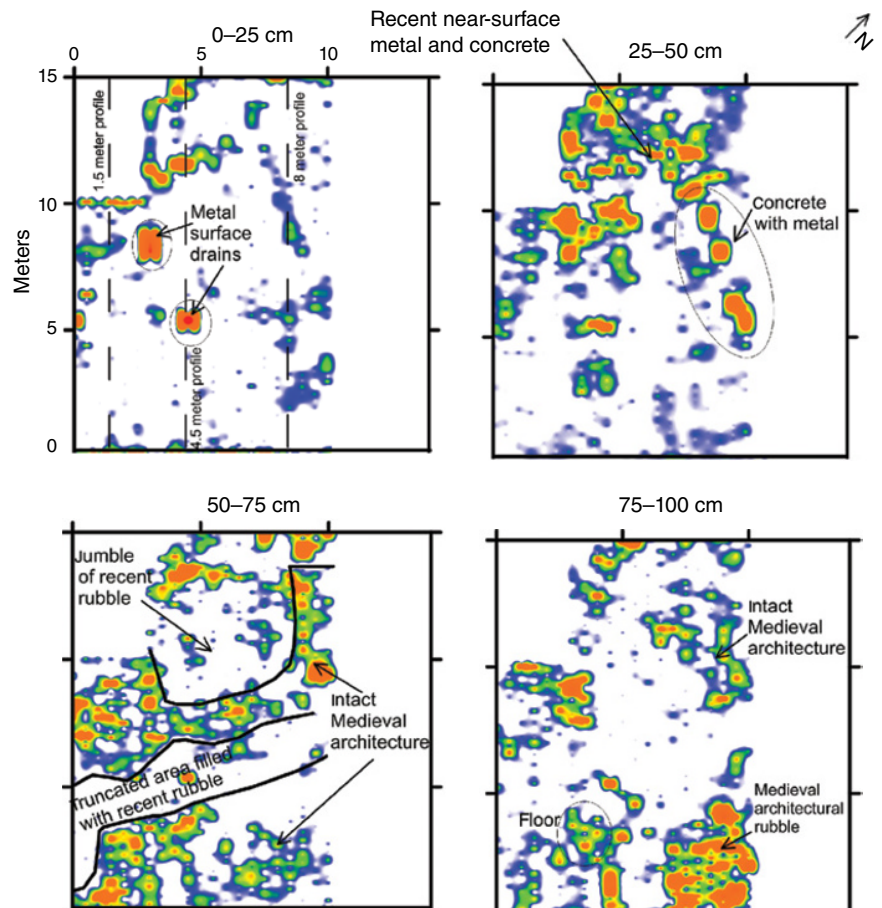 Recent near-surface
metal and concrete
N
0–25 cm
25–50 cm
0
5
10
15
10
5
0
Meters
1.5 meter profile
4.5 meter profile
.8 meter profile
Metal
surface
drains
Concrete
with metal
50–75 cm
75–100 cm
Jumble
of recent
rubble
Intact
Medieval
architecture
Truncated area filled
with recent rubble
Intact
Medieval
architecture
Floor
Medieval
architectural
rubble